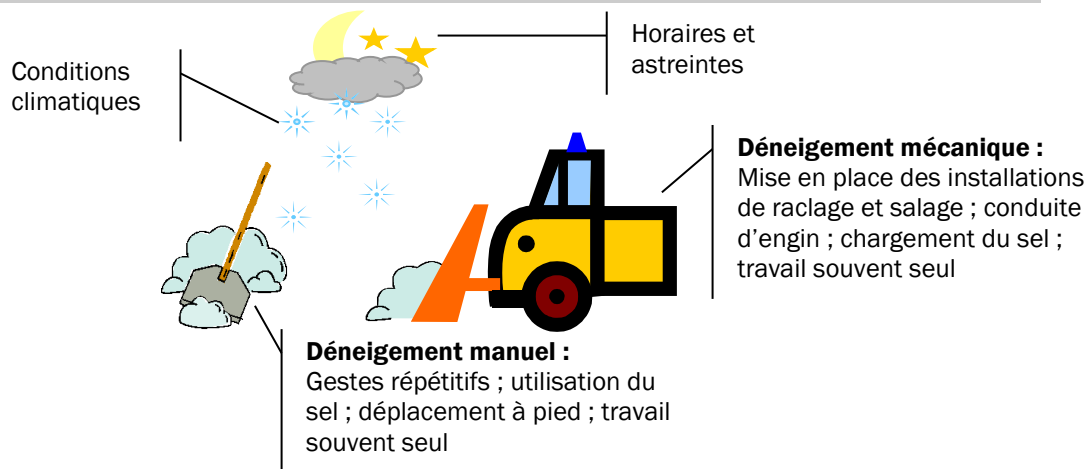 Horaires et
astreintes
Conditions
climatiques
Déneigement mécanique :
Mise en place des installations
de raclage et salage ; conduite
d'engin ; chargement du sel ;
travail souvent seul
Déneigement manuel :
Gestes répétitifs ; utilisation du
sel ; déplacement à pied ; travail
souvent seul